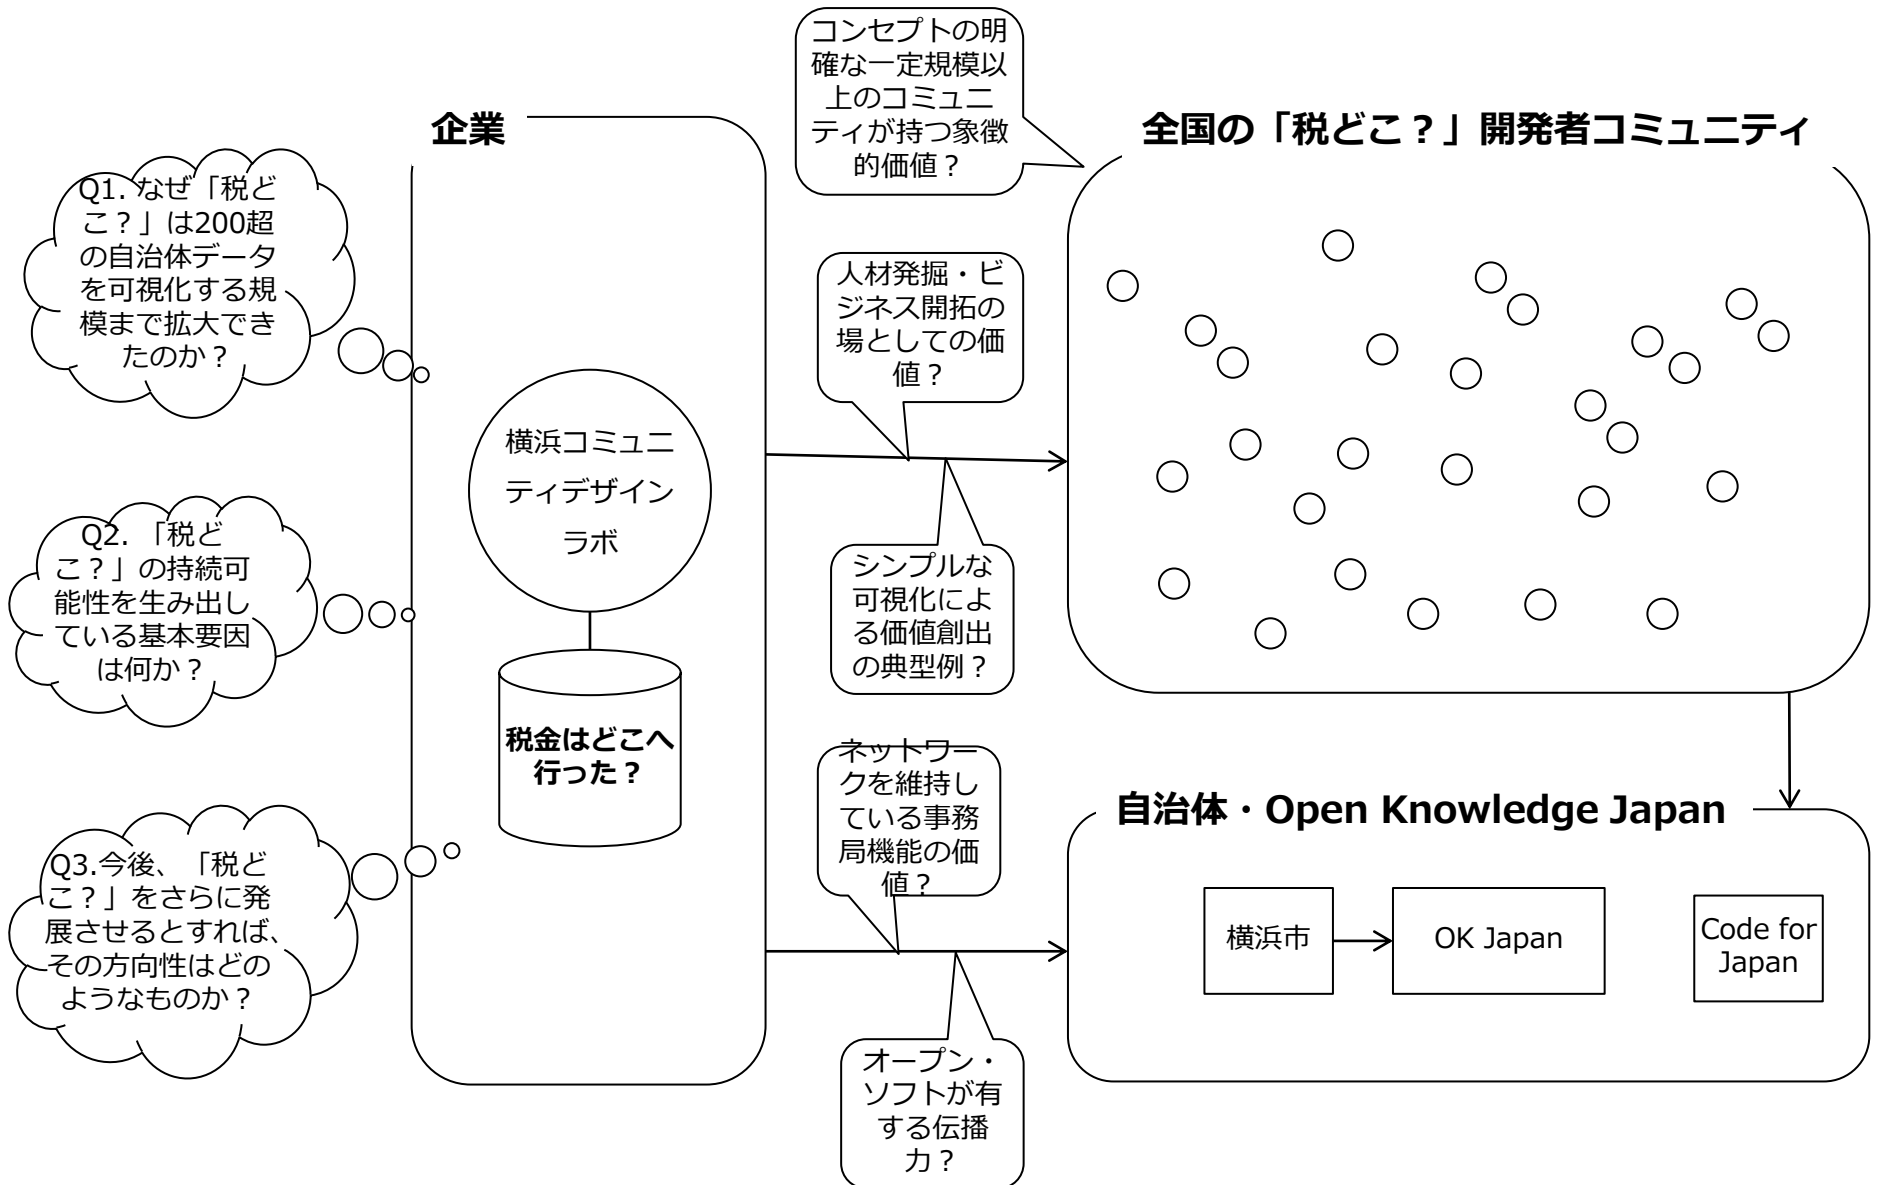 コンセプトの明
確な一定規模以
上のコミュニ
ティが持つ象徴
的価値？
企業
全国の「税どこ？」開発者コミュニティ
Q1. なぜ「税ど
こ？」は200超
の自治体データ
を可視化する規
模まで拡大でき
たのか？
人材発掘・ビ
ジネス開拓の
場としての価
値？
横浜コミュニ
ティデザイン
ラボ
Q2. 「税ど
こ？」の持続可
能性を生み出し
ている基本要因
は何か？
シンプルな
可視化によ
る価値創出
の典型例？
税金はどこへ
行った？
ネットワー
クを維持し
ている事務
局機能の価
値？
自治体・Open Knowledge Japan
Q3.今後、「税ど
こ？」をさらに発
展させるとすれば、
その方向性はどの
ようなものか？
横浜市
OK Japan
Code for
Japan
オープン・
ソフトが有
する伝播
力？